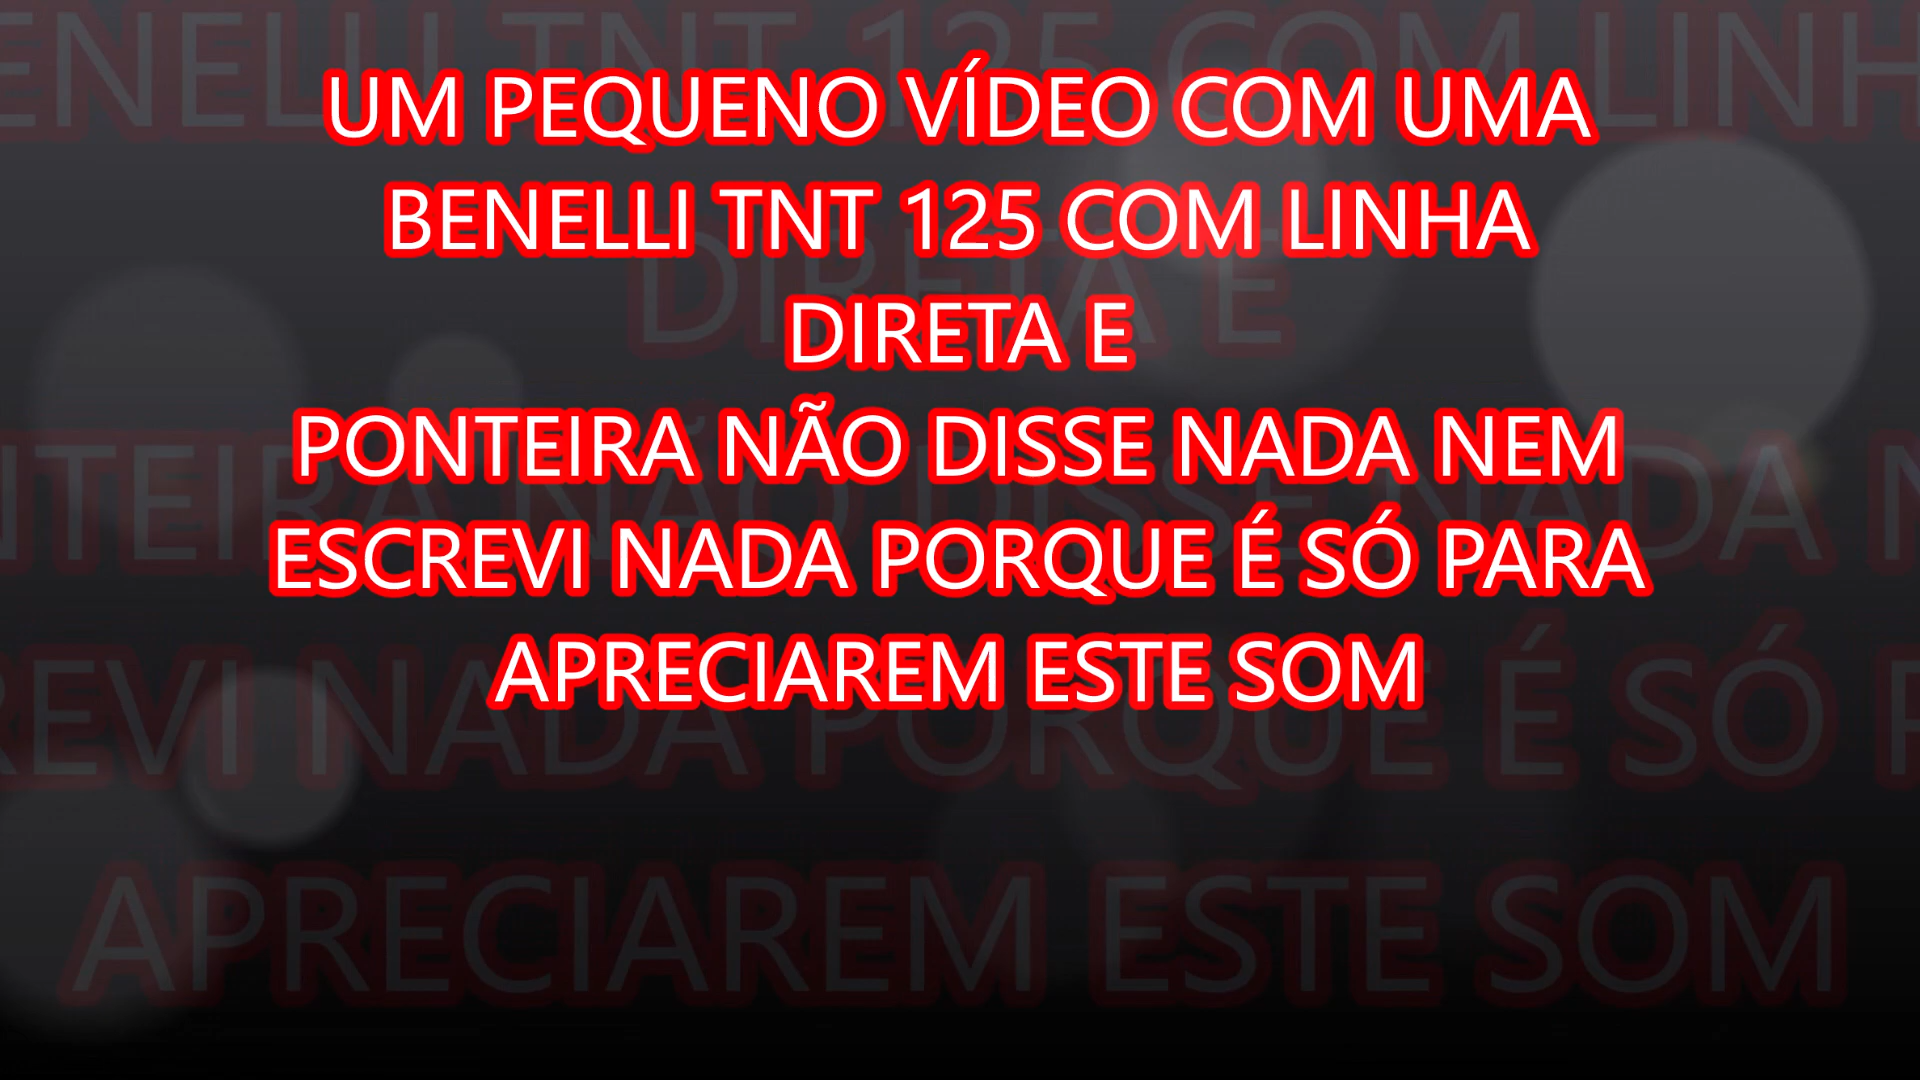 UM PEQUENO VÍDEO COM UMA
BENELLI TNT 125 COM LINHA
DIRETA E
PONTEIRA NÃO DISSE NADA NEM
ESCREVI NADA PORQUE É SÓ PARA
APRECIAREM ESTE SOM